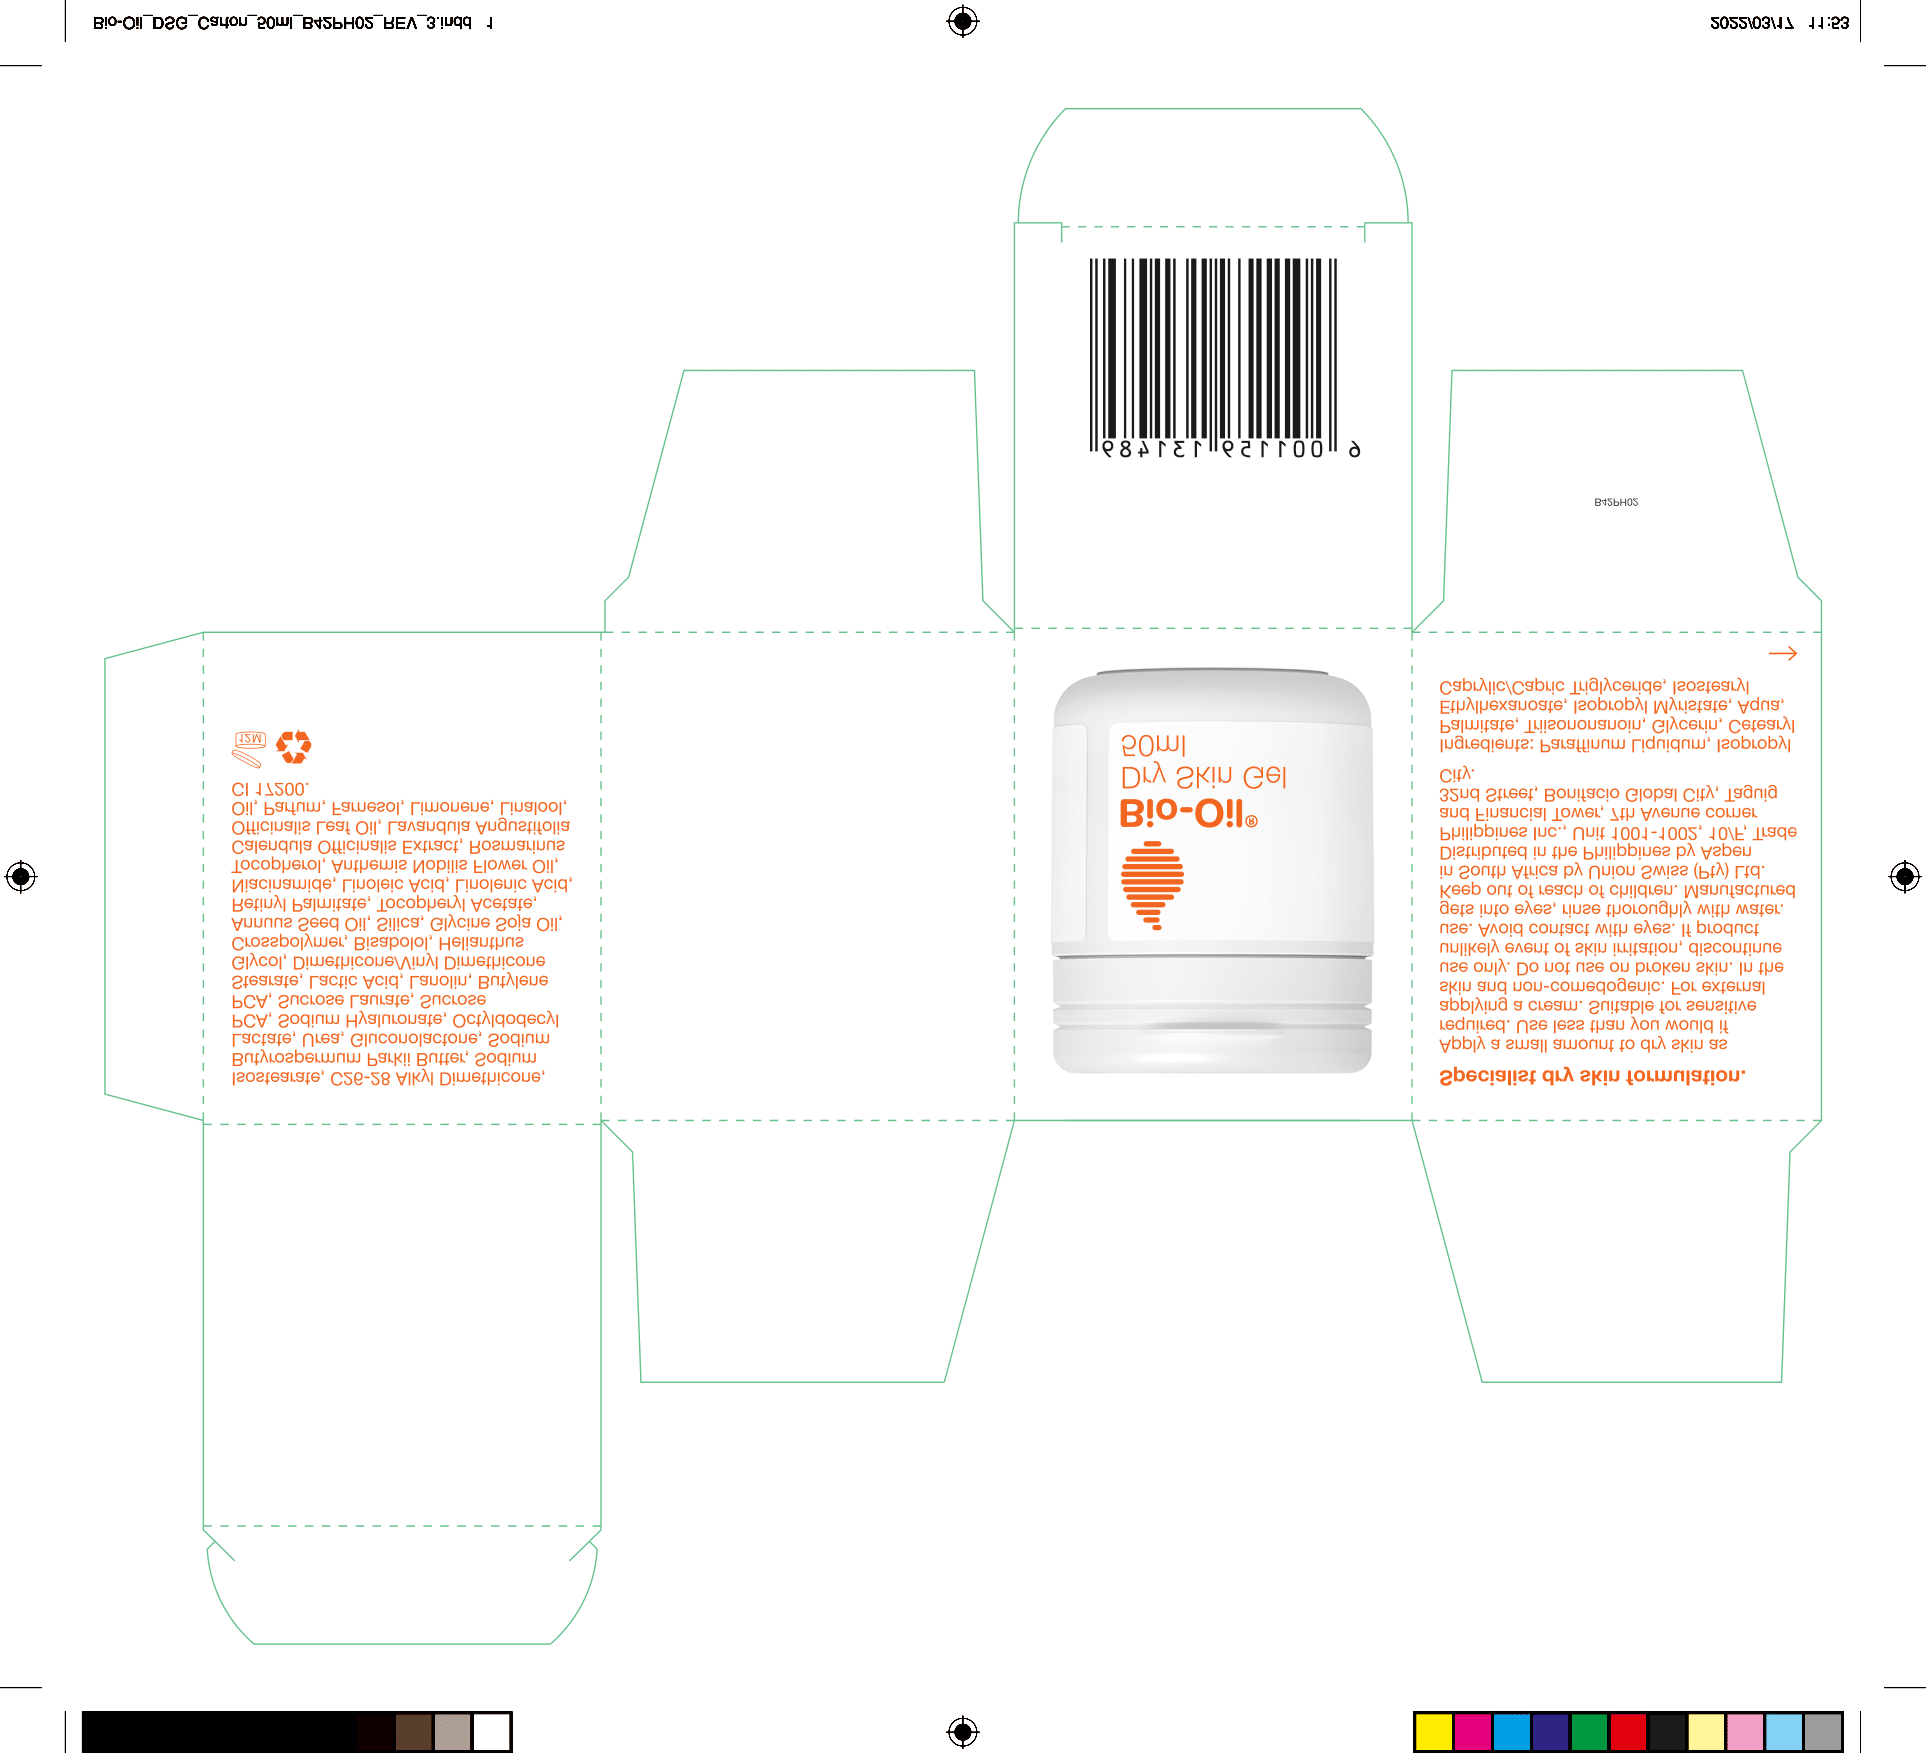 Bio-Oil_DSG_Carton_50ml_B42PH02_REV_3.indd 1
2022/03/17 11:53
6 001159 131489
B42PH02
Bio-Oil®
Dry Skin Gel
50ml
Specialist dry skin formulation.
Apply a small amount to dry skin as
required. Use less than you would if
applying a cream. Suitable for sensitive
skin and non-comedogenic. For external
use only. Do not use on broken skin. In the
unlikely event of skin irritation, discontinue
use. Avoid contact with eyes. If product
gets into eyes, rinse thoroughly with water.
Keep out of reach of children. Manufactured
in South Africa by Union Swiss (Pty) Ltd.
Distributed in the Philippines by Aspen
Philippines Inc., Unit 1001-1002, 10/F, Trade
and Financial Tower, 7th Avenue corner
32nd Street, Bonifacio Global City, Taguig
City.
Ingredients: Paraffinum Liquidum, Isopropyl
Palmitate, Triisononanoin, Glycerin, Cetearyl
Ethylhexanoate, Isopropyl Myristate, Aqua,
Caprylic/Capric Triglyceride, Isostearyl
Isostearate, C26-28 Alkyl Dimethicone,
Butyrospermum Parkii Butter, Sodium
Lactate, Urea, Gluconolactone, Sodium
PCA, Sodium Hyaluronate, Octyldodecyl
PCA, Sucrose Laurate, Sucrose
Stearate, Lactic Acid, Lanolin, Butylene
Glycol, Dimethicone/Vinyl Dimethicone
Crosspolymer, Bisabolol, Helianthus
Annuus Seed Oil, Silica, Glycine Soja Oil,
Retinyl Palmitate, Tocopheryl Acetate,
Niacinamide, Linoleic Acid, Linolenic Acid,
Tocopherol, Anthemis Nobilis Flower Oil,
Calendula Officinalis Extract, Rosmarinus
Officinalis Leaf Oil, Lavandula Angustifolia
Oil, Parfum, Farnesol, Limonene, Linalool,
CI 17200.
12M